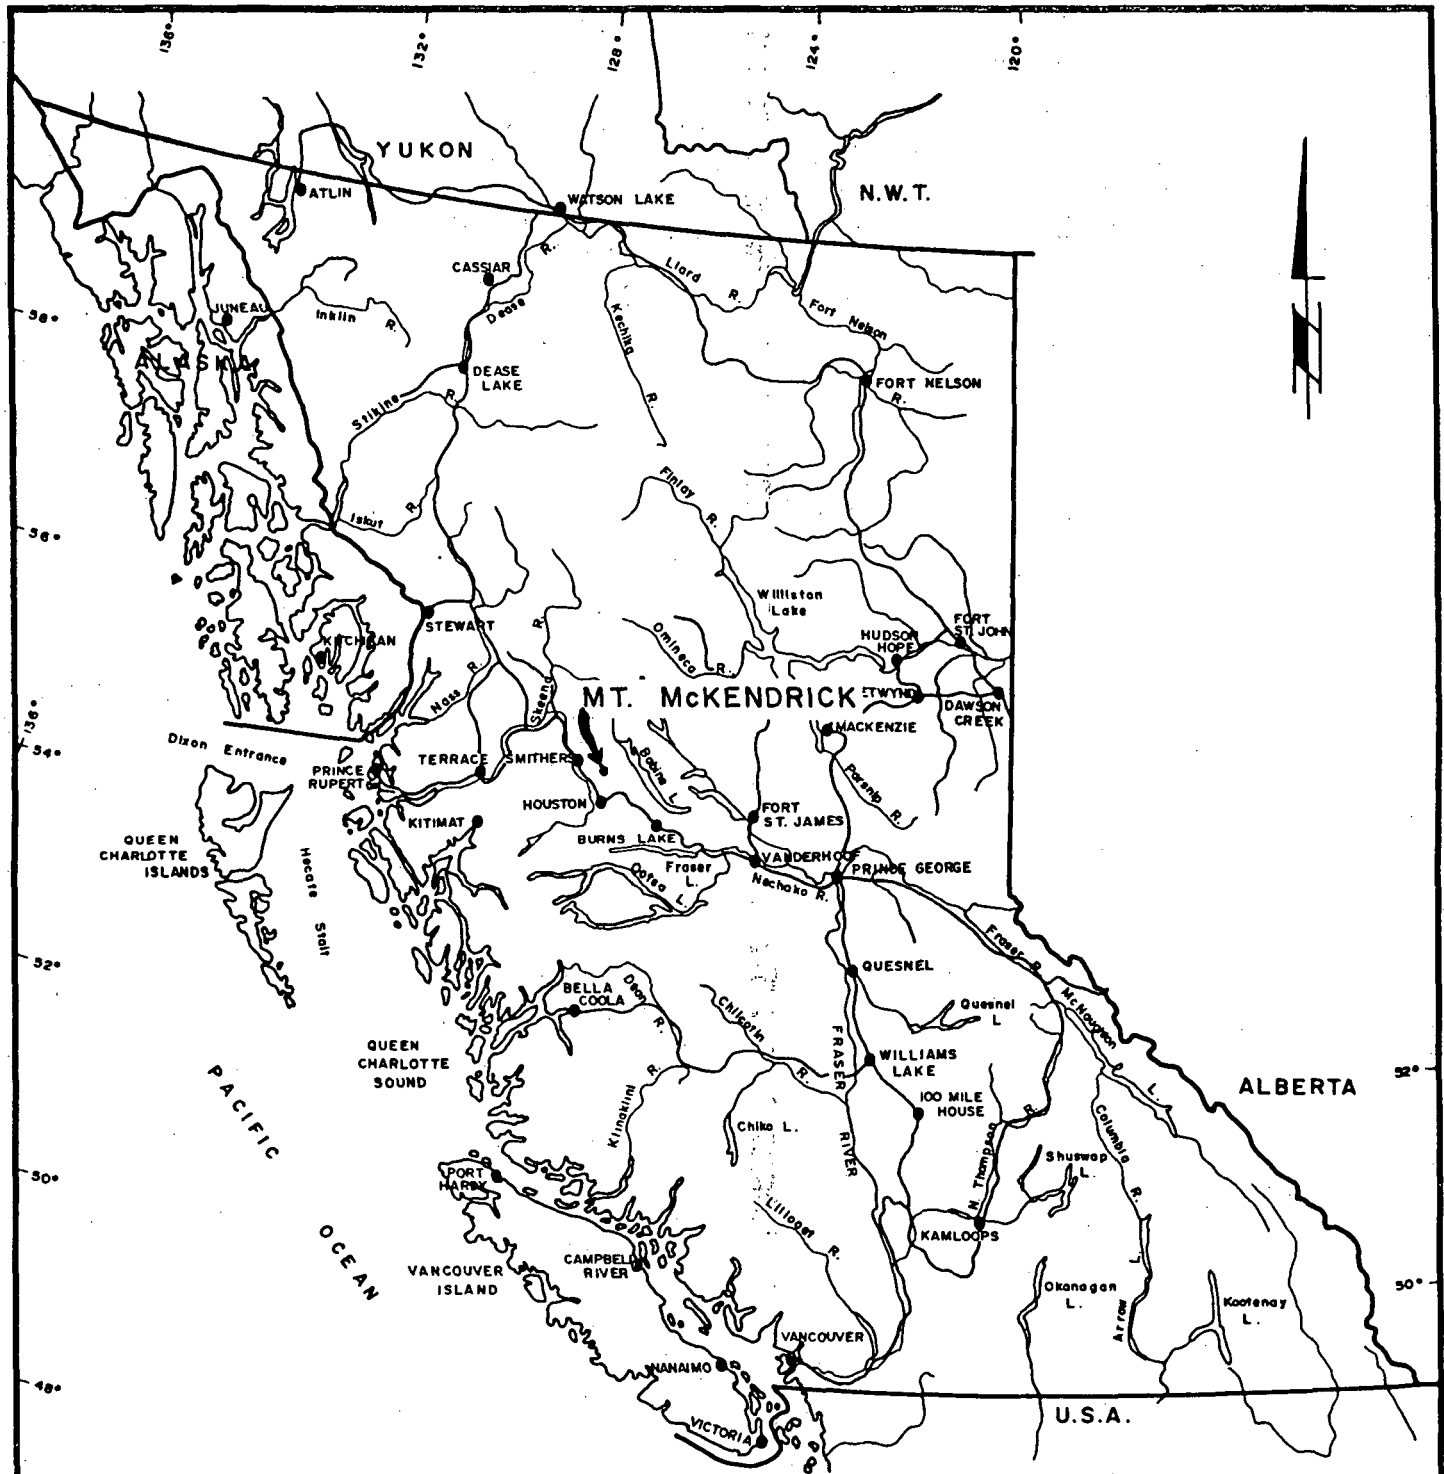 136°
132°
128°
124°
120°
YUKON
N.W.T.
ATLIN
WATSON LAKE
CASSIAR
R.
Liard
R.
Dease
Kechika
R.
Fort Nelson
R.
JUNEAU
Inklin
R.
58°
ALASKA
DEASE
LAKE
FORT NELSON
Stikine
R.
Finlay
R.
Iskut
R.
56°
Williston
Lake
STEWART
FORT
ST. JOHN
HUDSON
HOPE
KETCHIKAN
R.
Omineca
R.
Nass
R.
Skeena
MT. McKENDRICK
ETWYND
DAWSON
CREEK
136°
54°
Dixon Entrance
MACKENZIE
TERRACE
SMITHERS
Babine
L.
Parsnip
R.
PRINCE
RUPERT
HOUSTON
FORT
ST. JAMES
KITIMAT
BURNS LAKE
QUEEN
CHARLOTTE
ISLANDS
Hecate
Stait
VANDERHOOF
Fraser
L.
Ootsa
L.
Nechako R.
PRINCE GEORGE
Fraser R.
52°
QUESNEL
Quesnel
L
McNaugton
L.
BELLA
COOLA
Dean
R.
Chilcotin
R.
FRASER
RIVER
QUEEN
CHARLOTTE
SOUND
WILLIAMS
LAKE
52°
ALBERTA
PACIFIC
OCEAN
Klinaklini
R.
100 MILE
HOUSE
Chiko L.
N. Thompson
R.
Columbia
R.
Shuswap
L.
50°
PORT
HARDY
Lillooet
R.
KAMLOOPS
CAMPBELL
RIVER
VANCOUVER
ISLAND
Okanagan
L.
Arrow
L.
Kootenay
L.
50°
VANCOUVER
NANAIMO
48°
VICTORIA
U.S.A.